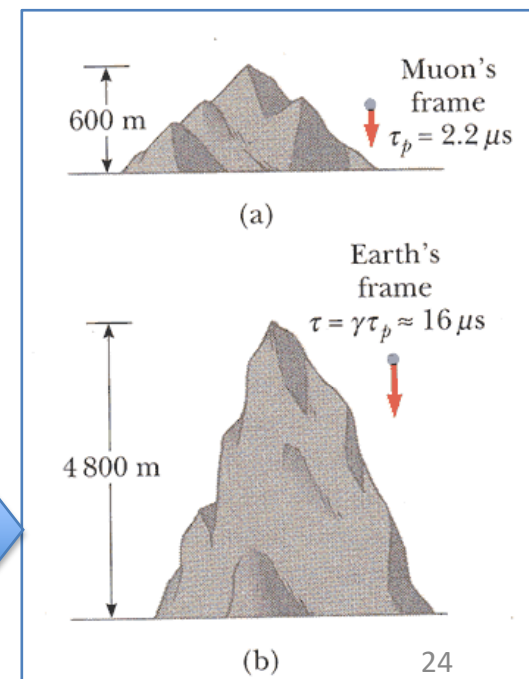 600 m
Muon's
frame
τp = 2.2 μs
(a)
Earth's
frame
τ = γτp ≈ 16 μs
4 800 m
(b)
24